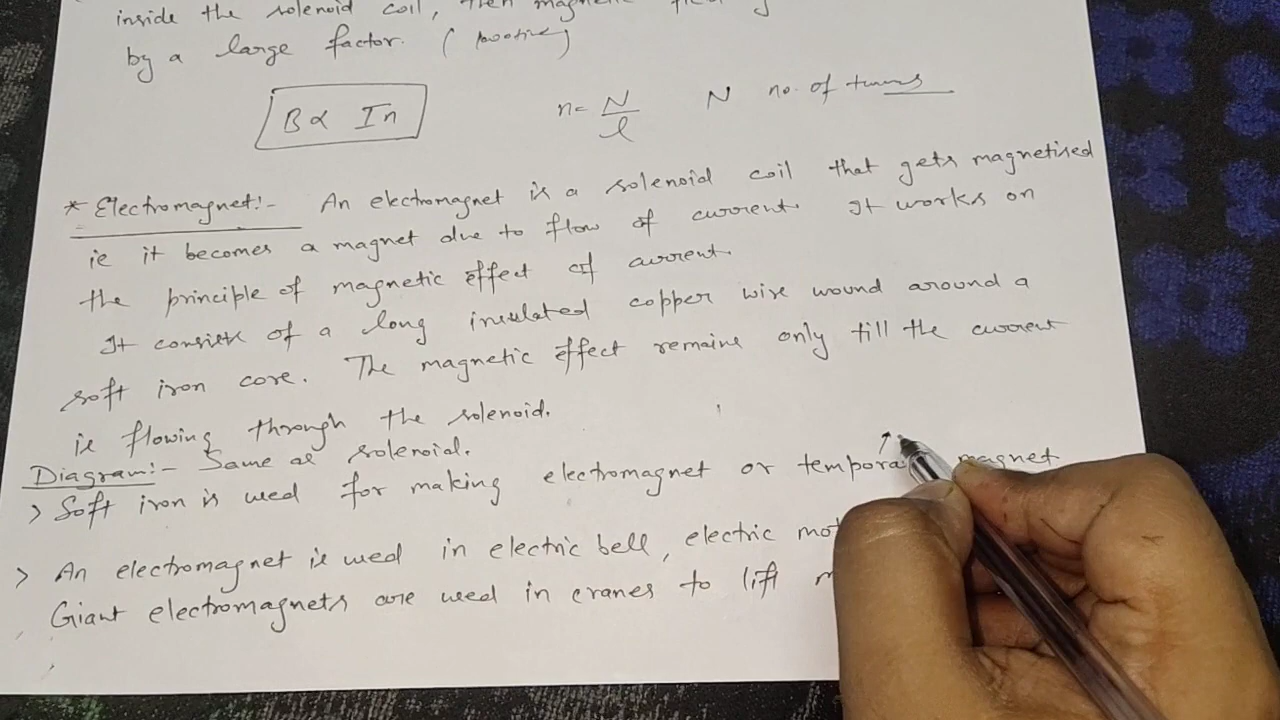 inside the solenoid coil, then magnetic
by a large factor. (
B∝ In
n= N/l N no. of turns
* Electromagnet:- An electromagnet is a solenoid coil that gets magnetised
ie it becomes a magnet due to flow of current. It works on
the principle of magnetic effect of current.
It consists of a long insulated copper wire wound around a
soft iron core. The magnetic effect remains only till the current
is flowing through the solenoid.
Diagram:- Same as solenoid.
> Soft iron is used for making electromagnet or tempora magnet
> An electromagnet is used in electric bell, electric mot
Giant electromagnets are used in cranes to lift